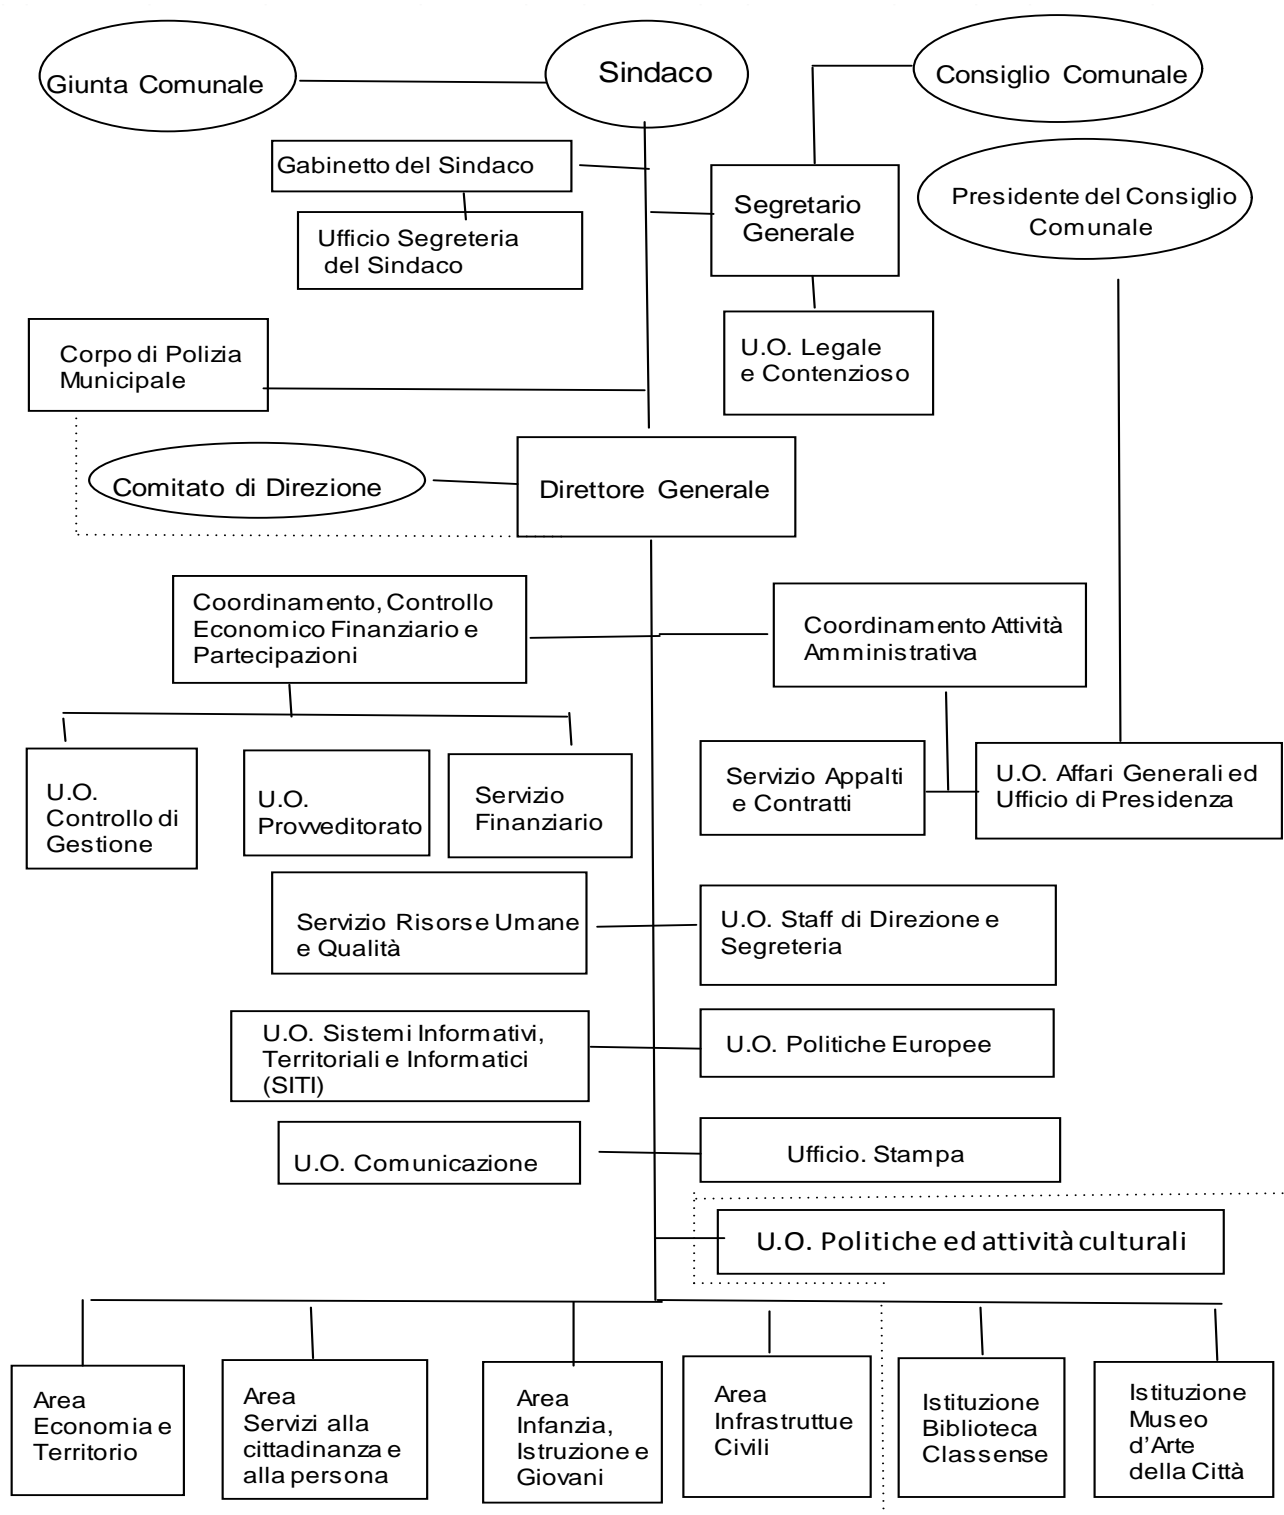 Giunta Comunale
Sindaco
Consiglio Comunale
Gabinetto del Sindaco
Ufficio Segreteria
del Sindaco
Segretario
Generale
Presidente del Consiglio
Comunale
Corpo di Polizia
Municipale
U.O. Legale
e Contenzioso
Comitato di Direzione
Direttore Generale
Coordinamento, Controllo
Economico Finanziario e
Partecipazioni
Coordinamento Attività
Amministrativa
U.O.
Controllo di
Gestione
U.O.
Provveditorato
Servizio
Finanziario
Servizio Appalti
e Contratti
U.O. Affari Generali ed
Ufficio di Presidenza
Servizio Risorse Umane
e Qualità
U.O. Staff di Direzione e
Segreteria
U.O. Sistemi Informativi,
Territoriali e Informatici
(SITI)
U.O. Politiche Europee
U.O. Comunicazione
Ufficio. Stampa
U.O. Politiche ed attività culturali
Area
Economia e
Territorio
Area
Servizi alla
cittadinanza e
alla persona
Area
Infanzia,
Istruzione e
Giovani
Area
Infrastruttue
Civili
Istituzione
Biblioteca
Classense
Istituzione
Museo
d'Arte
della Città